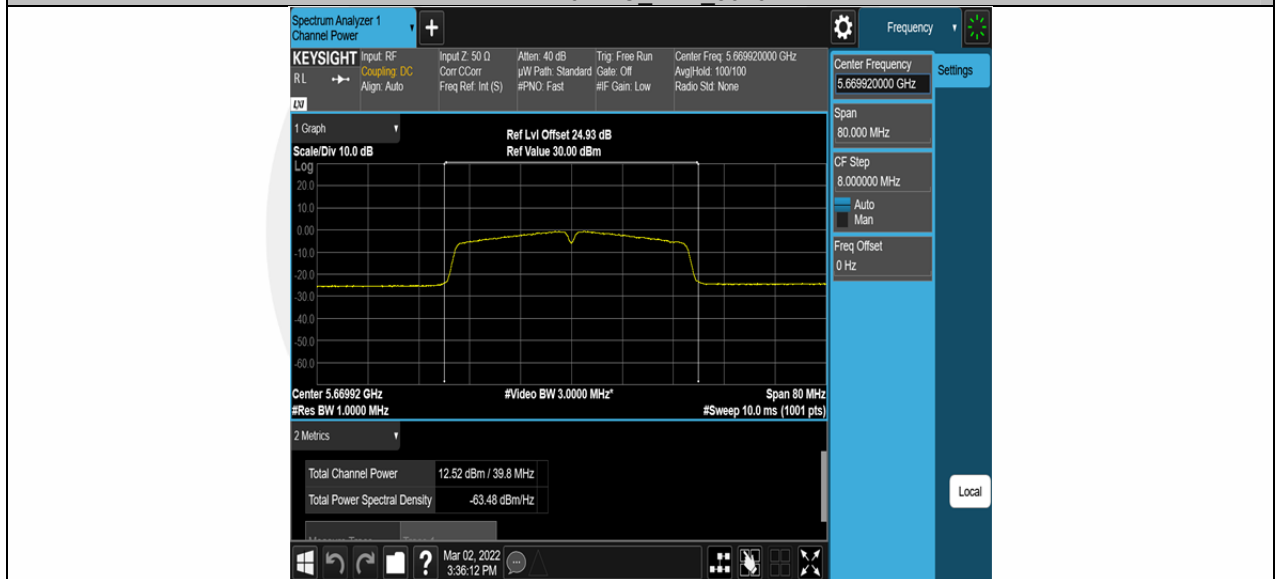 Spectrum Analyzer 1
Channel Power
+
Frequency
KEYSIGHT
RL
LXI
Input: RF
Coupling: DC
Align: Auto
Input Z: 50 Ω
Corr CCorr
Freq Ref: Int (S)
Atten: 40 dB
µW Path: Standard
#PNO: Fast
Trig: Free Run
Gate: Off
#IF Gain: Low
Center Freq: 5.669920000 GHz
Avg|Hold: 100/100
Radio Std: None
Center Frequency
5.669920000 GHz
Settings
Span
80.000 MHz
CF Step
8.000000 MHz
Auto
Man
Freq Offset
0 Hz
Local
1 Graph
Scale/Div 10.0 dB
Ref Lvl Offset 24.93 dB
Ref Value 30.00 dBm
Log
20.0
10.0
0.00
-10.0
-20.0
-30.0
-40.0
-50.0
-60.0
Center 5.66992 GHz
#Video BW 3.0000 MHz*
Span 80 MHz
#Res BW 1.0000 MHz
#Sweep 10.0 ms (1001 pts)
2 Metrics
Total Channel Power 12.52 dBm / 39.8 MHz
Total Power Spectral Density -63.48 dBm/Hz
?
Mar 02, 2022
3:36:12 PM